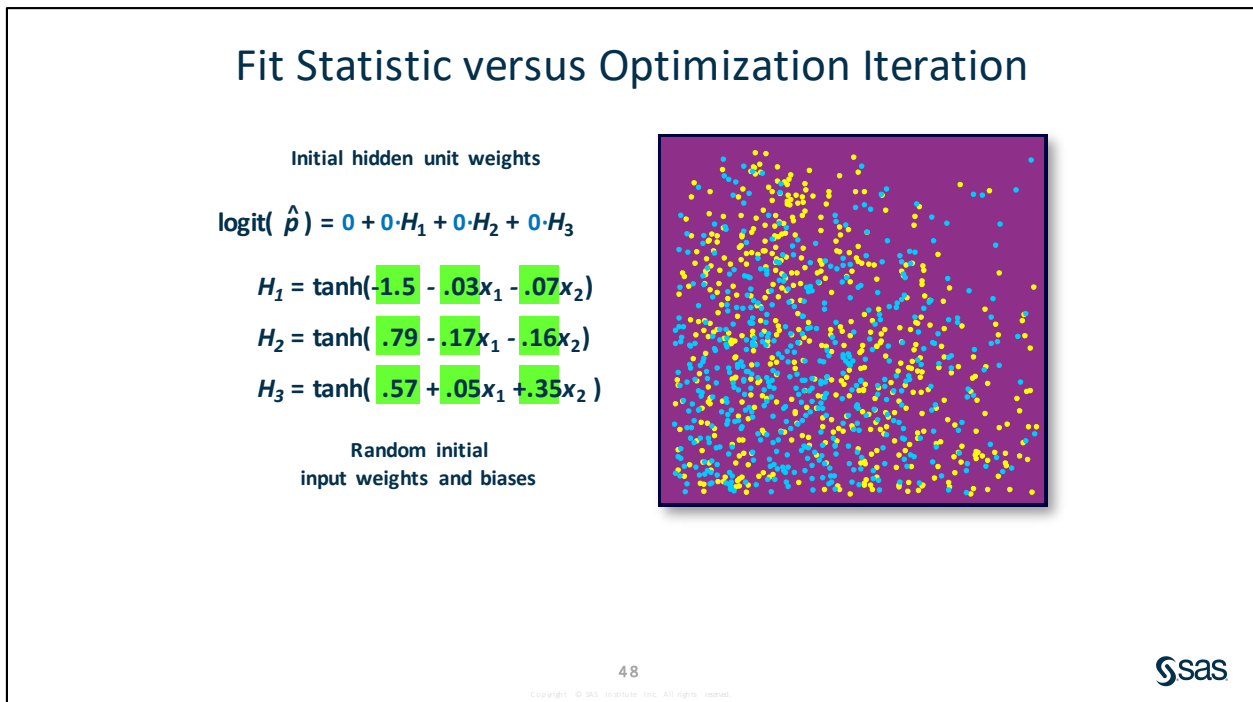 Fit Statistic versus Optimization Iteration
Initial hidden unit weights
logit( p̂ ) = 0 + 0·H₁ + 0·H₂ + 0·H₃
H₁ = tanh(-1.5 - .03x₁ - .07x₂)
H₂ = tanh( .79 - .17x₁ - .16x₂)
H₃ = tanh( .57 + .05x₁ +.35x₂ )
Random initial
input weights and biases
48
Copyright © SAS Institute Inc. All rights reserved.
sas